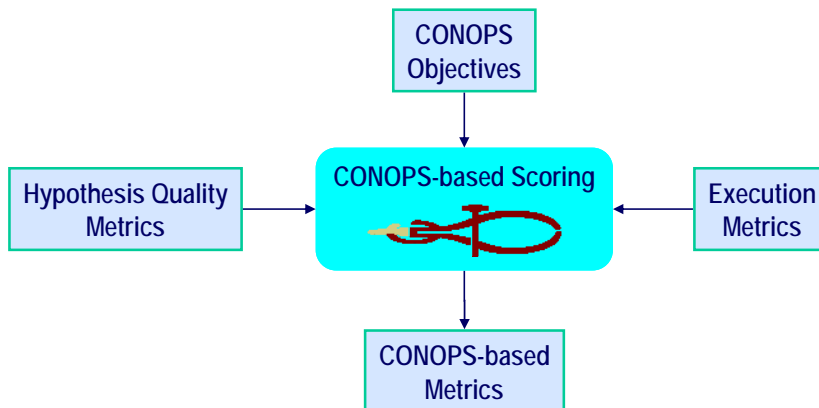 CONOPS
Objectives
CONOPS-based Scoring
Hypothesis Quality
Metrics
Execution
Metrics
CONOPS-based
Metrics